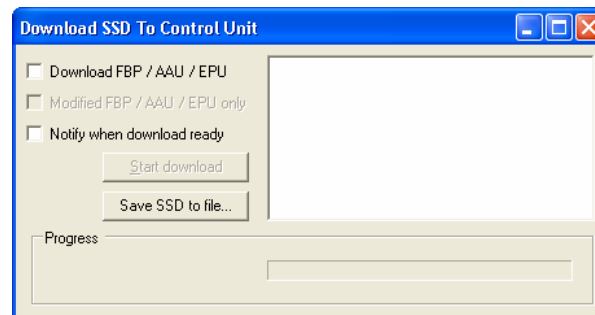 Download SSD To Control Unit
Download FBP / AAU / EPU
Modified FBP / AAU / EPU only
Notify when download ready
Start download
Save SSD to file...
Progress